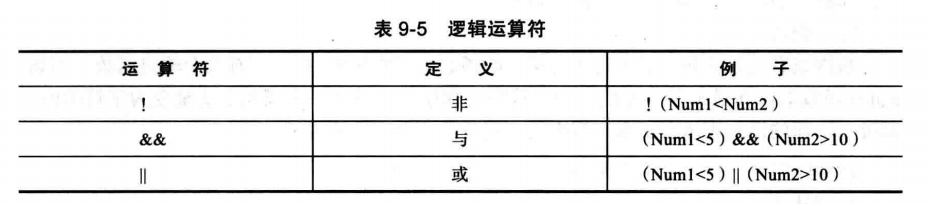 表 9-5 逻辑运算符
运 算 符 定 义 例 子
! 非 ! (Num1<Num2)
&& 与 (Num1<5) && (Num2>10)
|| 或 (Num1<5) || (Num2>10)